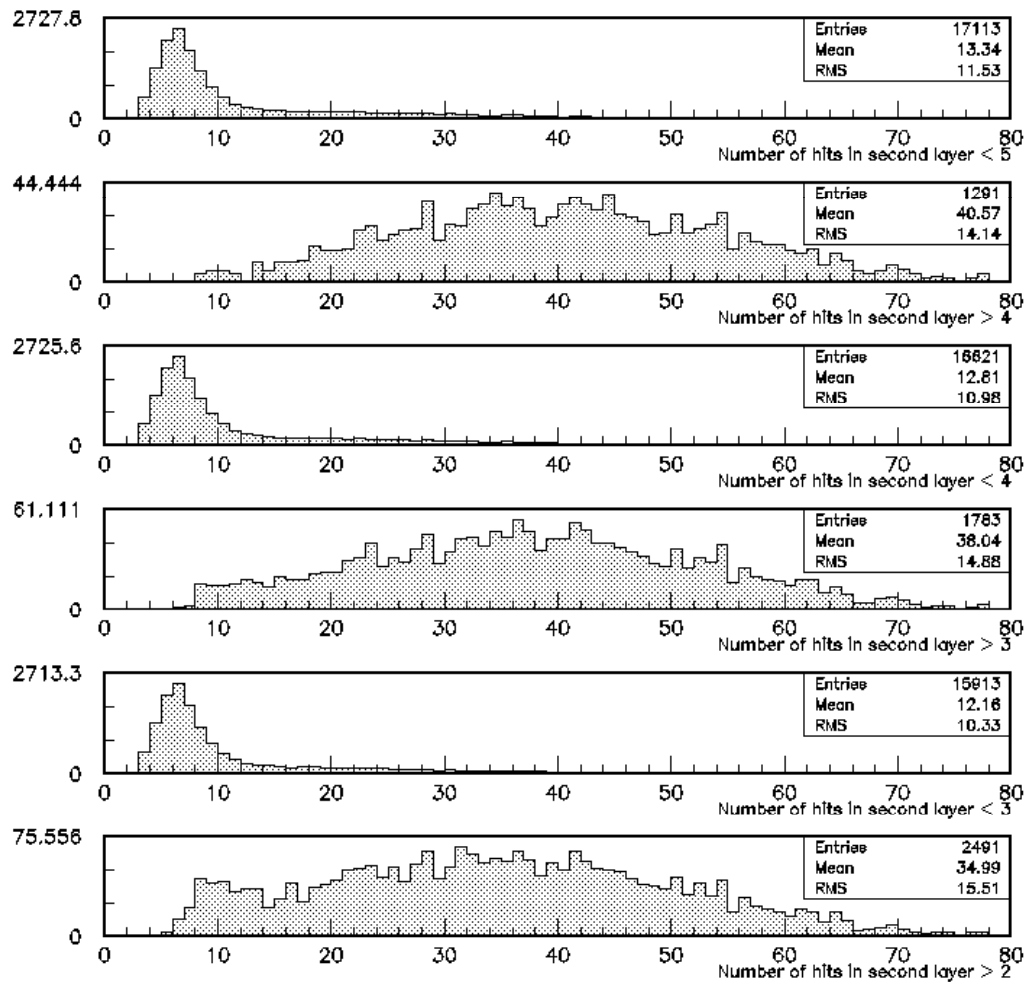 2727.8
Entries 17113
Mean 13.34
RMS 11.53
0
0 10 20 30 40 50 60 70 80
Number of hits in second layer < 5
44.444
Entries 1291
Mean 40.57
RMS 14.14
0
0 10 20 30 40 50 60 70 80
Number of hits in second layer > 4
2725.6
Entries 16621
Mean 12.81
RMS 10.98
0
0 10 20 30 40 50 60 70 80
Number of hits in second layer < 4
61.111
Entries 1783
Mean 38.04
RMS 14.88
0
0 10 20 30 40 50 60 70 80
Number of hits in second layer > 3
2713.3
Entries 15913
Mean 12.16
RMS 10.33
0
0 10 20 30 40 50 60 70 80
Number of hits in second layer < 3
75.556
Entries 2491
Mean 34.99
RMS 15.51
0
0 10 20 30 40 50 60 70 80
Number of hits in second layer > 2